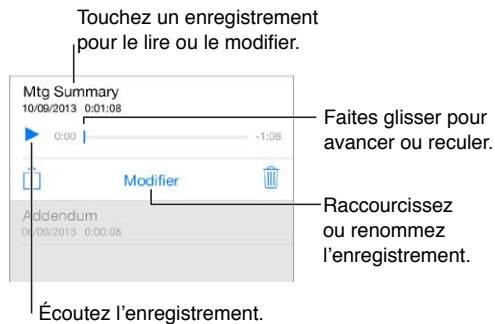 Touchez un enregistrement
pour le lire ou le modifier.
Mtg Summary
10/09/2013 0:01:08
0:00
-1:08
Faites glisser pour
avancer ou reculer.
Modifier
Addendum
06/09/2013 0:00:08
Raccourcissez
ou renommez
l’enregistrement.
Écoutez l’enregistrement.